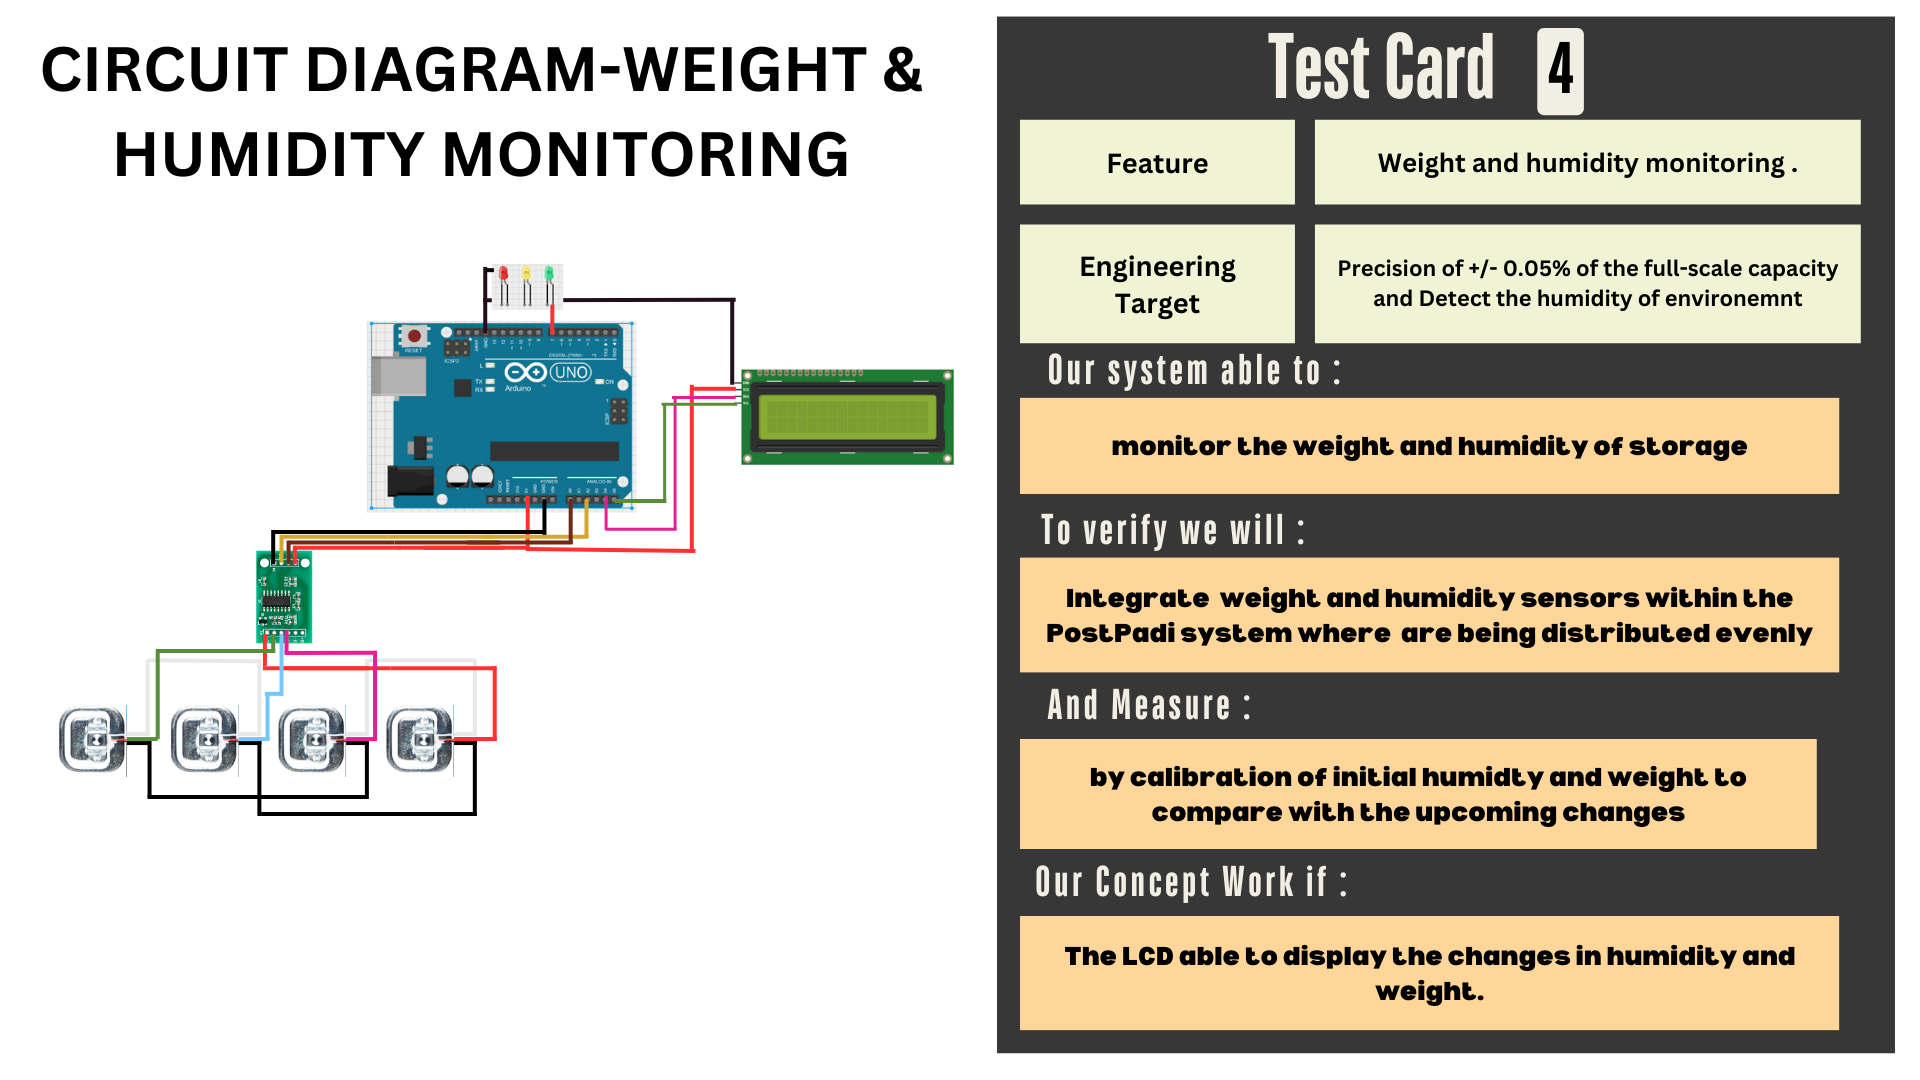 CIRCUIT DIAGRAM-WEIGHT &
HUMIDITY MONITORING
RESET
ICSP2
AREF
GND
DIGITAL (PWM~)
L
TX
RX
UNO
Arduino
ON
ICSP
POWER
ANALOG IN
Test Card 4
Feature
Weight and humidity monitoring .
Engineering
Target
Precision of +/- 0.05% of the full-scale capacity
and Detect the humidity of environemnt
Our system able to :
monitor the weight and humidity of storage
To verify we will :
Integrate weight and humidity sensors within the
PostPadi system where are being distributed evenly
And Measure :
by calibration of initial humidty and weight to
compare with the upcoming changes
Our Concept Work if :
The LCD able to display the changes in humidity and
weight.